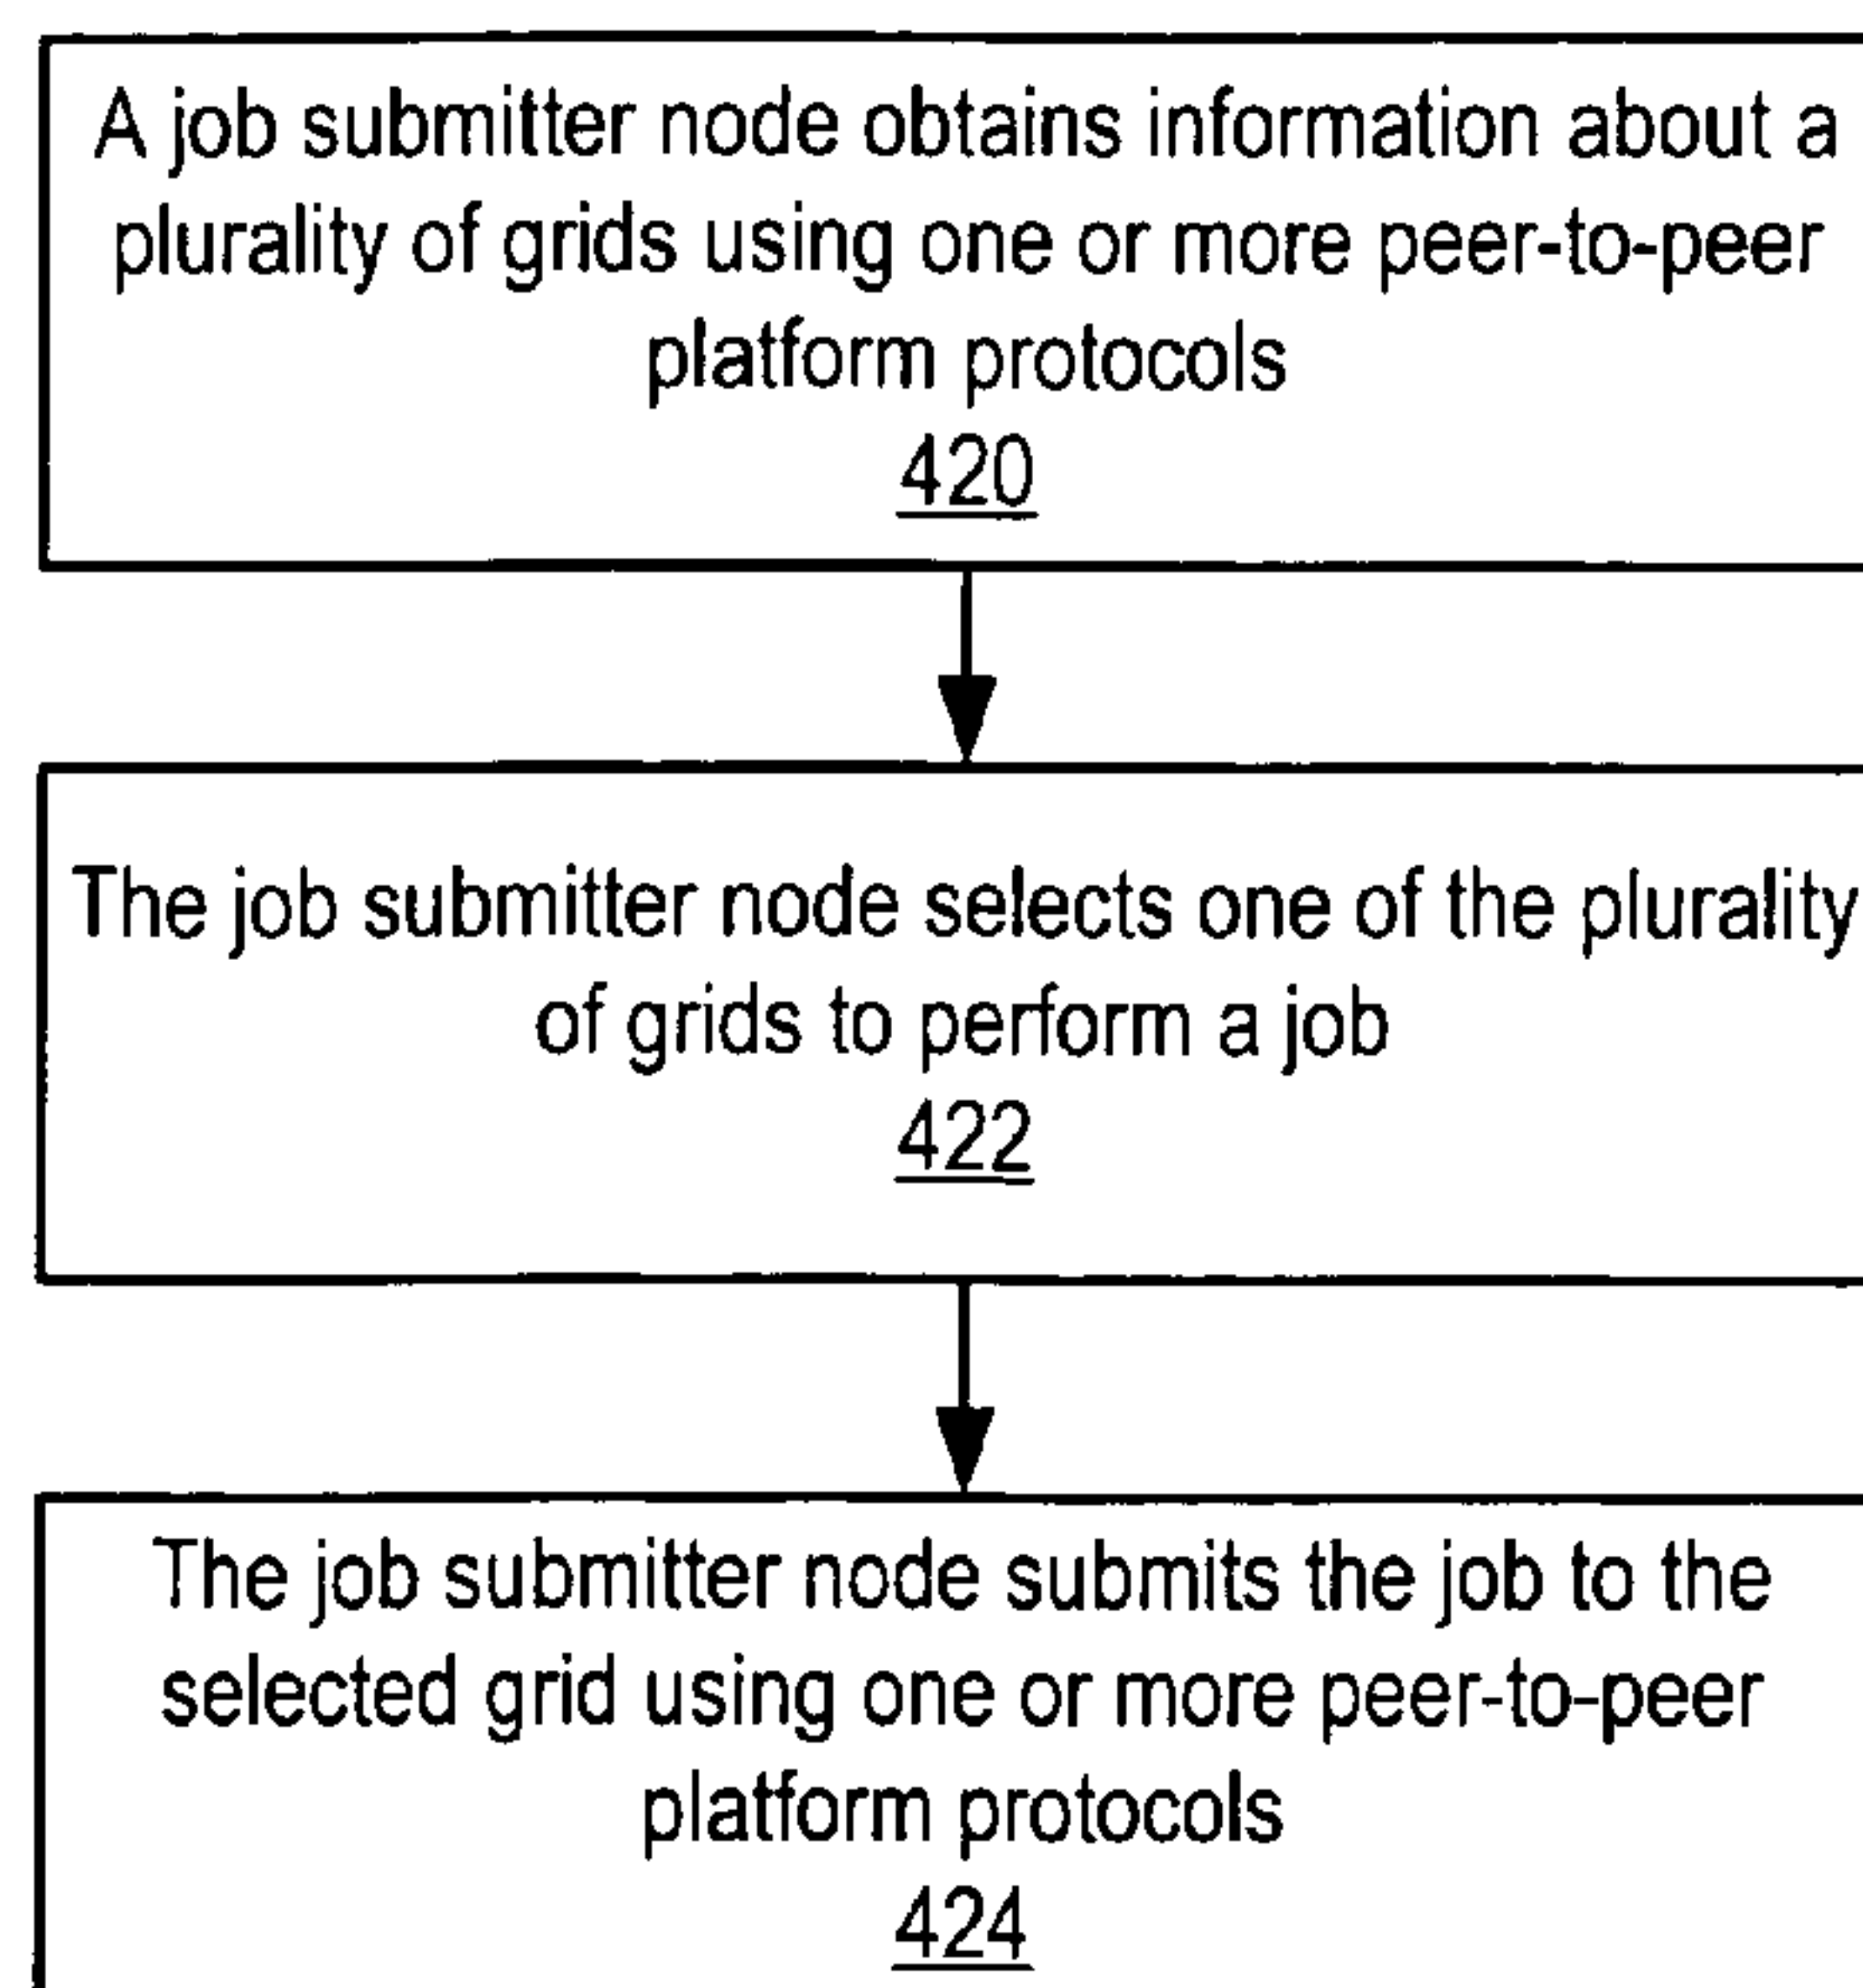 A job submitter node obtains information about a
plurality of grids using one or more peer-to-peer
platform protocols
420
The job submitter node selects one of the plurality
of grids to perform a job
422
The job submitter node submits the job to the
selected grid using one or more peer-to-peer
platform protocols
424